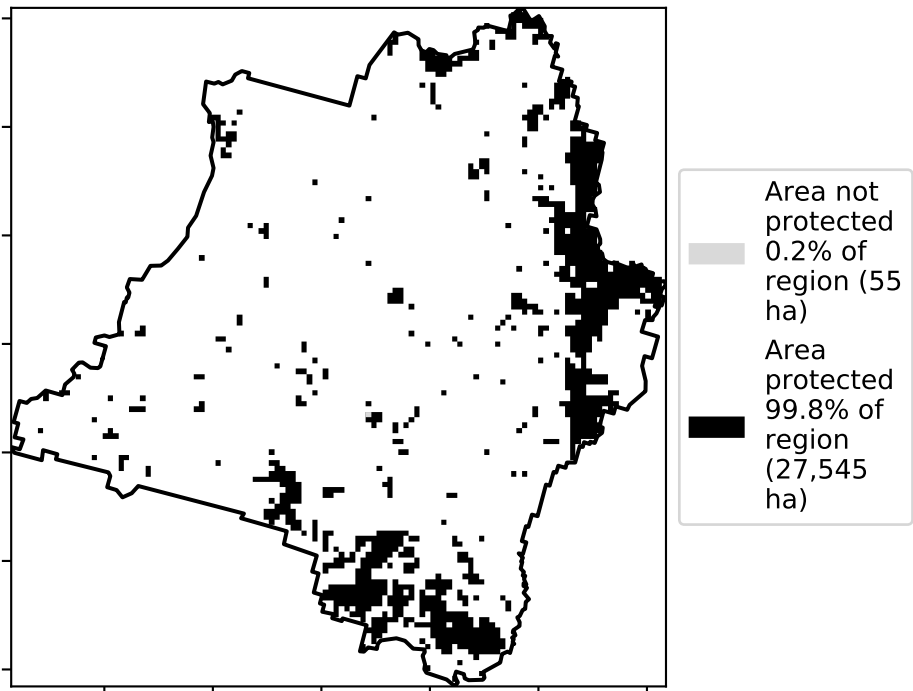 Area not
protected
0.2% of
region (55
ha)
Area
protected
99.8% of
region
(27,545
ha)